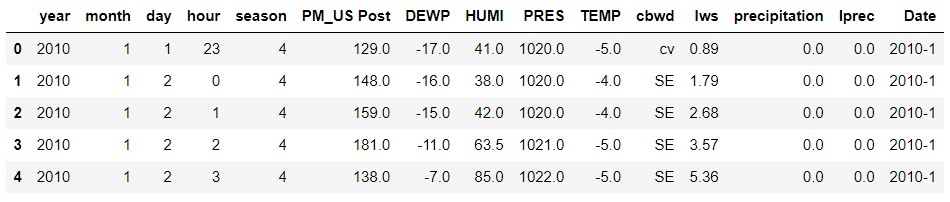 year month day hour season PM_US Post DEWP HUMI PRES TEMP cbwd Iws precipitation Iprec Date
0 2010 1 1 23 4 129.0 -17.0 41.0 1020.0 -5.0 cv 0.89 0.0 0.0 2010-1
1 2010 1 2 0 4 148.0 -16.0 38.0 1020.0 -4.0 SE 1.79 0.0 0.0 2010-1
2 2010 1 2 1 4 159.0 -15.0 42.0 1020.0 -4.0 SE 2.68 0.0 0.0 2010-1
3 2010 1 2 2 4 181.0 -11.0 63.5 1021.0 -5.0 SE 3.57 0.0 0.0 2010-1
4 2010 1 2 3 4 138.0 -7.0 85.0 1022.0 -5.0 SE 5.36 0.0 0.0 2010-1